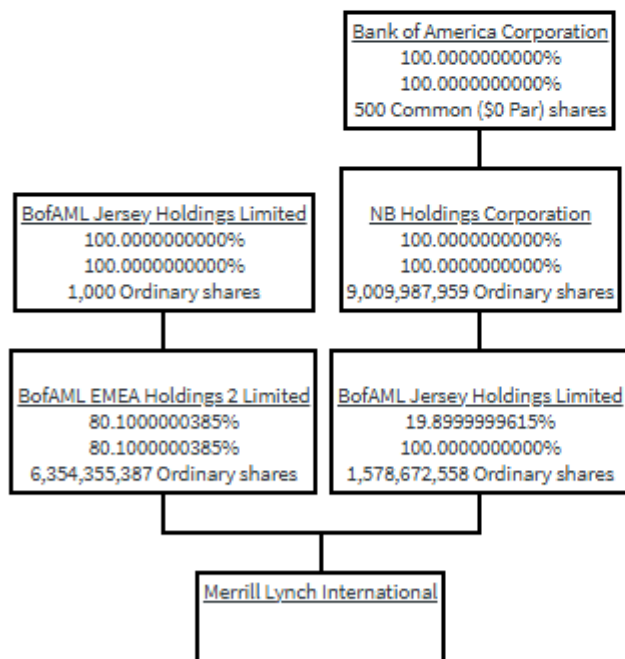 Bank of America Corporation
100.0000000000%
100.0000000000%
500 Common ($0 Par) shares
BofAML Jersey Holdings Limited
100.0000000000%
100.0000000000%
1,000 Ordinary shares
NB Holdings Corporation
100.0000000000%
100.0000000000%
9,009,987,959 Ordinary shares
BofAML EMEA Holdings 2 Limited
80.1000000385%
80.1000000385%
6,354,355,387 Ordinary shares
BofAML Jersey Holdings Limited
19.8999999615%
100.0000000000%
1,578,672,558 Ordinary shares
Merrill Lynch International